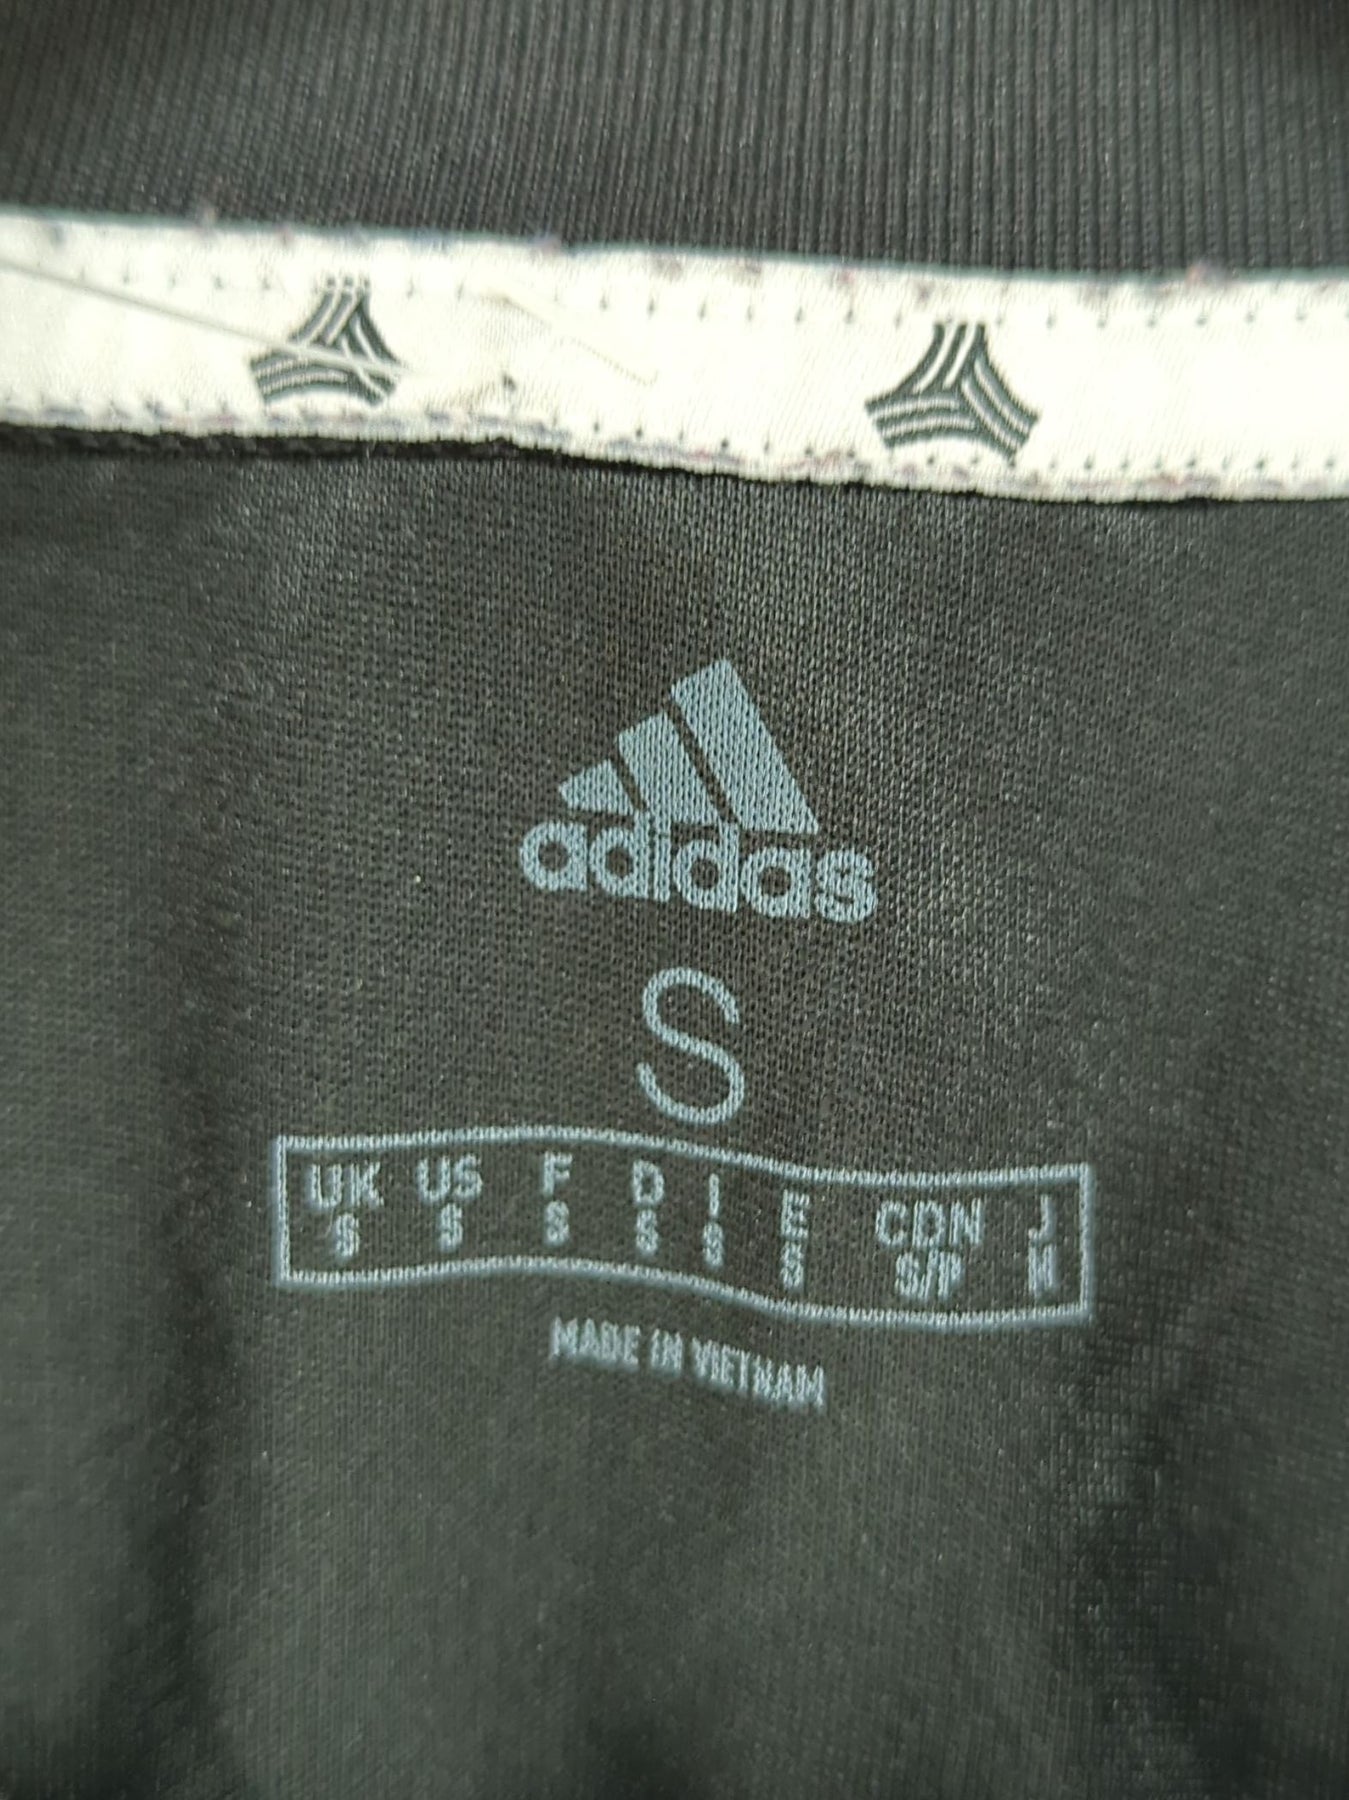 adidas
S
UK US F D I E CDN J
S S S S S S S/P M
MADE IN VIETNAM